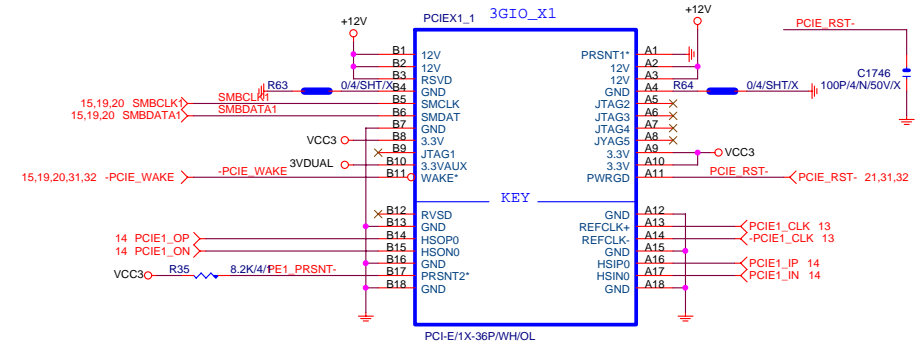 3GIO_X1
PCIEX1_1
+12V
+12V
PCIE_RST-
B1 12V PRSNT1* A1
B2 12V 12V A2
B3 RSVD 12V A3
R63 0/4/SHT/X B4 GND GND A4 R64 0/4/SHT/X
C1746
100P/4/N/50V/X
15,19,20 SMBCLK1 SMBCLK1 B5 SMCLK JTAG2 A5
15,19,20 SMBDATA1 SMBDATA1 B6 SMDAT JTAG3 A6
B7 GND JTAG4 A7
VCC3 B8 3.3V JYAG5 A8
B9 JTAG1 3.3V A9 VCC3
3VDUAL B10 3.3VAUX 3.3V A10
15,19,20,31,32 -PCIE_WAKE -PCIE_WAKE B11 WAKE* PWRGD A11 PCIE_RST- PCIE_RST- 21,31,32
KEY
B12 RVSD GND A12
B13 GND REFCLK+ A13 PCIE1_CLK 13
14 PCIE1_OP B14 HSOP0 REFCLK- A14 -PCIE1_CLK 13
14 PCIE1_ON B15 HSON0 GND A15
B16 GND HSIP0 A16 PCIE1_IP 14
VCC3 R35 8.2K/4/1 PE1_PRSNT- B17 PRSNT2* HSIN0 A17 PCIE1_IN 14
B18 GND GND A18
PCI-E/1X-36P/WH/OL